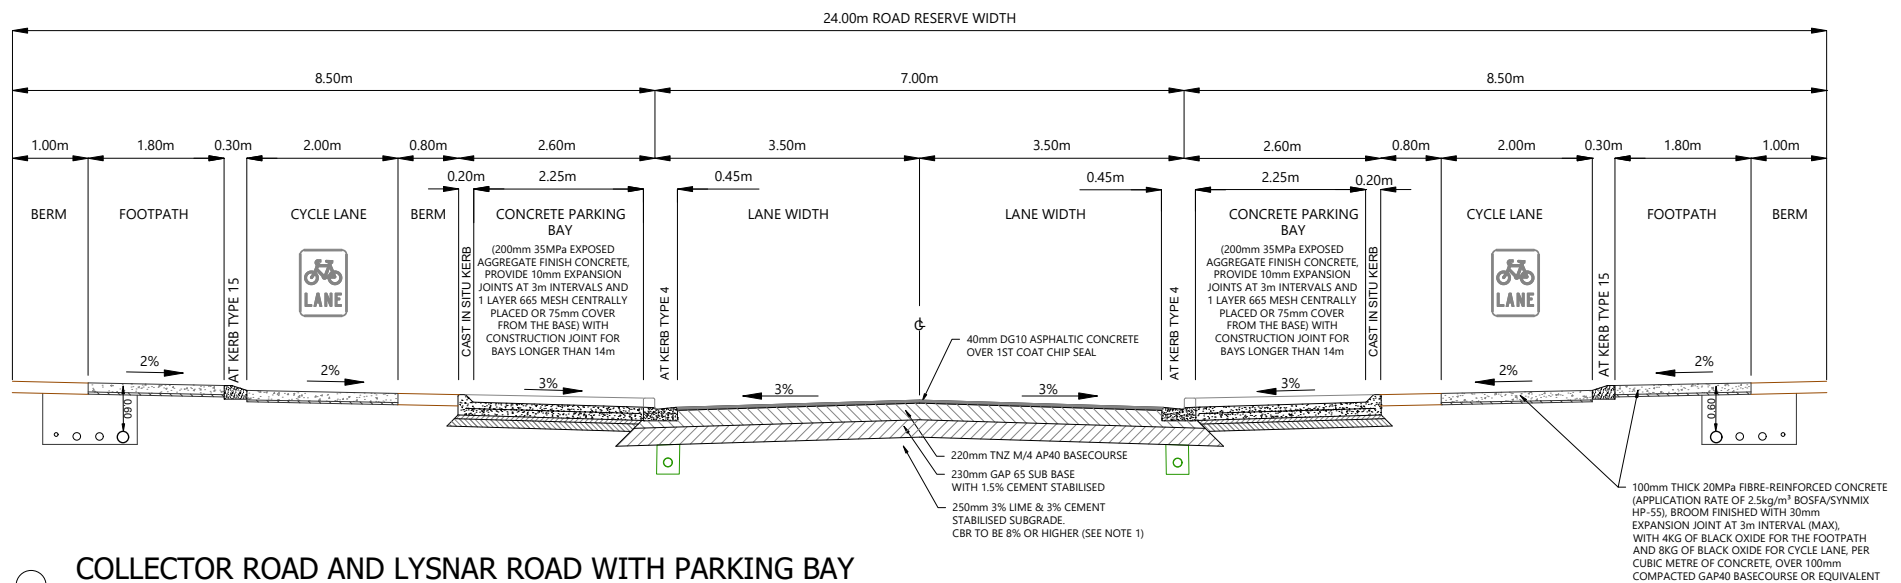 24.00m ROAD RESERVE WIDTH
8.50m
7.00m
8.50m
1.00m
1.80m
0.30m
2.00m
0.80m
2.60m
3.50m
3.50m
2.60m
0.80m
2.00m
0.30m
1.80m
1.00m
0.20m
2.25m
0.45m
0.45m
2.25m
0.20m
BERM
FOOTPATH
CYCLE LANE
BERM
CONCRETE PARKING
BAY
(200mm 35MPa EXPOSED
AGGREGATE FINISH CONCRETE,
PROVIDE 10mm EXPANSION
JOINTS AT 3m INTERVALS AND
1 LAYER 665 MESH CENTRALLY
PLACED OR 75mm COVER
FROM THE BASE) WITH
CONSTRUCTION JOINT FOR
BAYS LONGER THAN 14m
LANE WIDTH
LANE WIDTH
CONCRETE PARKING
BAY
(200mm 35MPa EXPOSED
AGGREGATE FINISH CONCRETE,
PROVIDE 10mm EXPANSION
JOINTS AT 3m INTERVALS AND
1 LAYER 665 MESH CENTRALLY
PLACED OR 75mm COVER
FROM THE BASE) WITH
CONSTRUCTION JOINT FOR
BAYS LONGER THAN 14m
CYCLE LANE
FOOTPATH
BERM
AT KERB TYPE 15
LANE
CAST IN SITU KERB
AT KERB TYPE 4
℄
AT KERB TYPE 4
CAST IN SITU KERB
LANE
AT KERB TYPE 15
40mm DG10 ASPHALTIC CONCRETE
OVER 1ST COAT CHIP SEAL
2%
2%
3%
3%
3%
3%
2%
2%
0.60
0.60
220mm TNZ M/4 AP40 BASECOURSE
230mm GAP 65 SUB BASE
WITH 1.5% CEMENT STABILISED
250mm 3% LIME & 3% CEMENT
STABILISED SUBGRADE.
CBR TO BE 8% OR HIGHER (SEE NOTE 1)
100mm THICK 20MPa FIBRE-REINFORCED CONCRETE
(APPLICATION RATE OF 2.5kg/m³ BOSFA/SYNMIX
HP-55), BROOM FINISHED WITH 30mm
EXPANSION JOINT AT 3m INTERVAL (MAX),
WITH 4KG OF BLACK OXIDE FOR THE FOOTPATH
AND 8KG OF BLACK OXIDE FOR CYCLE LANE, PER
CUBIC METRE OF CONCRETE, OVER 100mm
COMPACTED GAP40 BASECOURSE OR EQUIVALENT
COLLECTOR ROAD AND LYSNAR ROAD WITH PARKING BAY